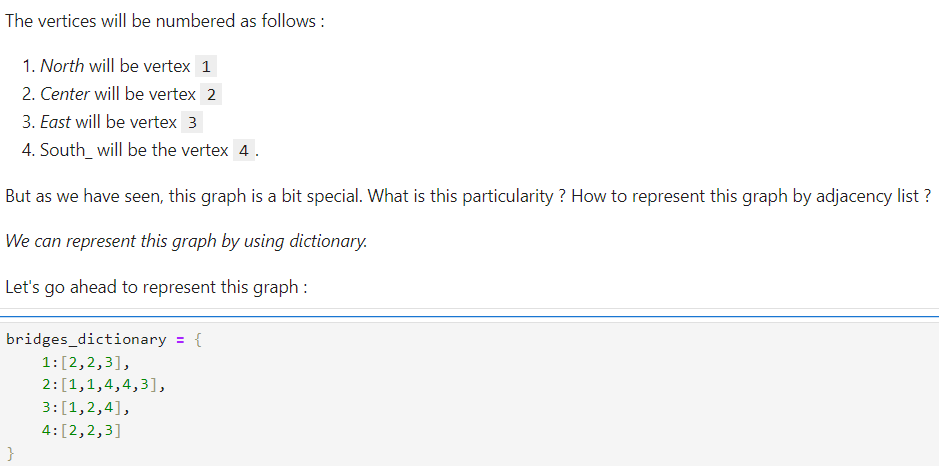 The vertices will be numbered as follows :
1. North will be vertex 1
2. Center will be vertex 2
3. East will be vertex 3
4. South_ will be the vertex 4 .
But as we have seen, this graph is a bit special. What is this particularity ? How to represent this graph by adjacency list ?
We can represent this graph by using dictionary.
Let's go ahead to represent this graph :
bridges_dictionary = {
    1:[2,2,3],
    2:[1,1,4,4,3],
    3:[1,2,4],
    4:[2,2,3]
}